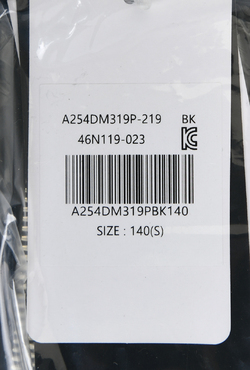 A254DM319P-219 BK
46N119-023
A254DM319PBK140
SIZE : 140(S)